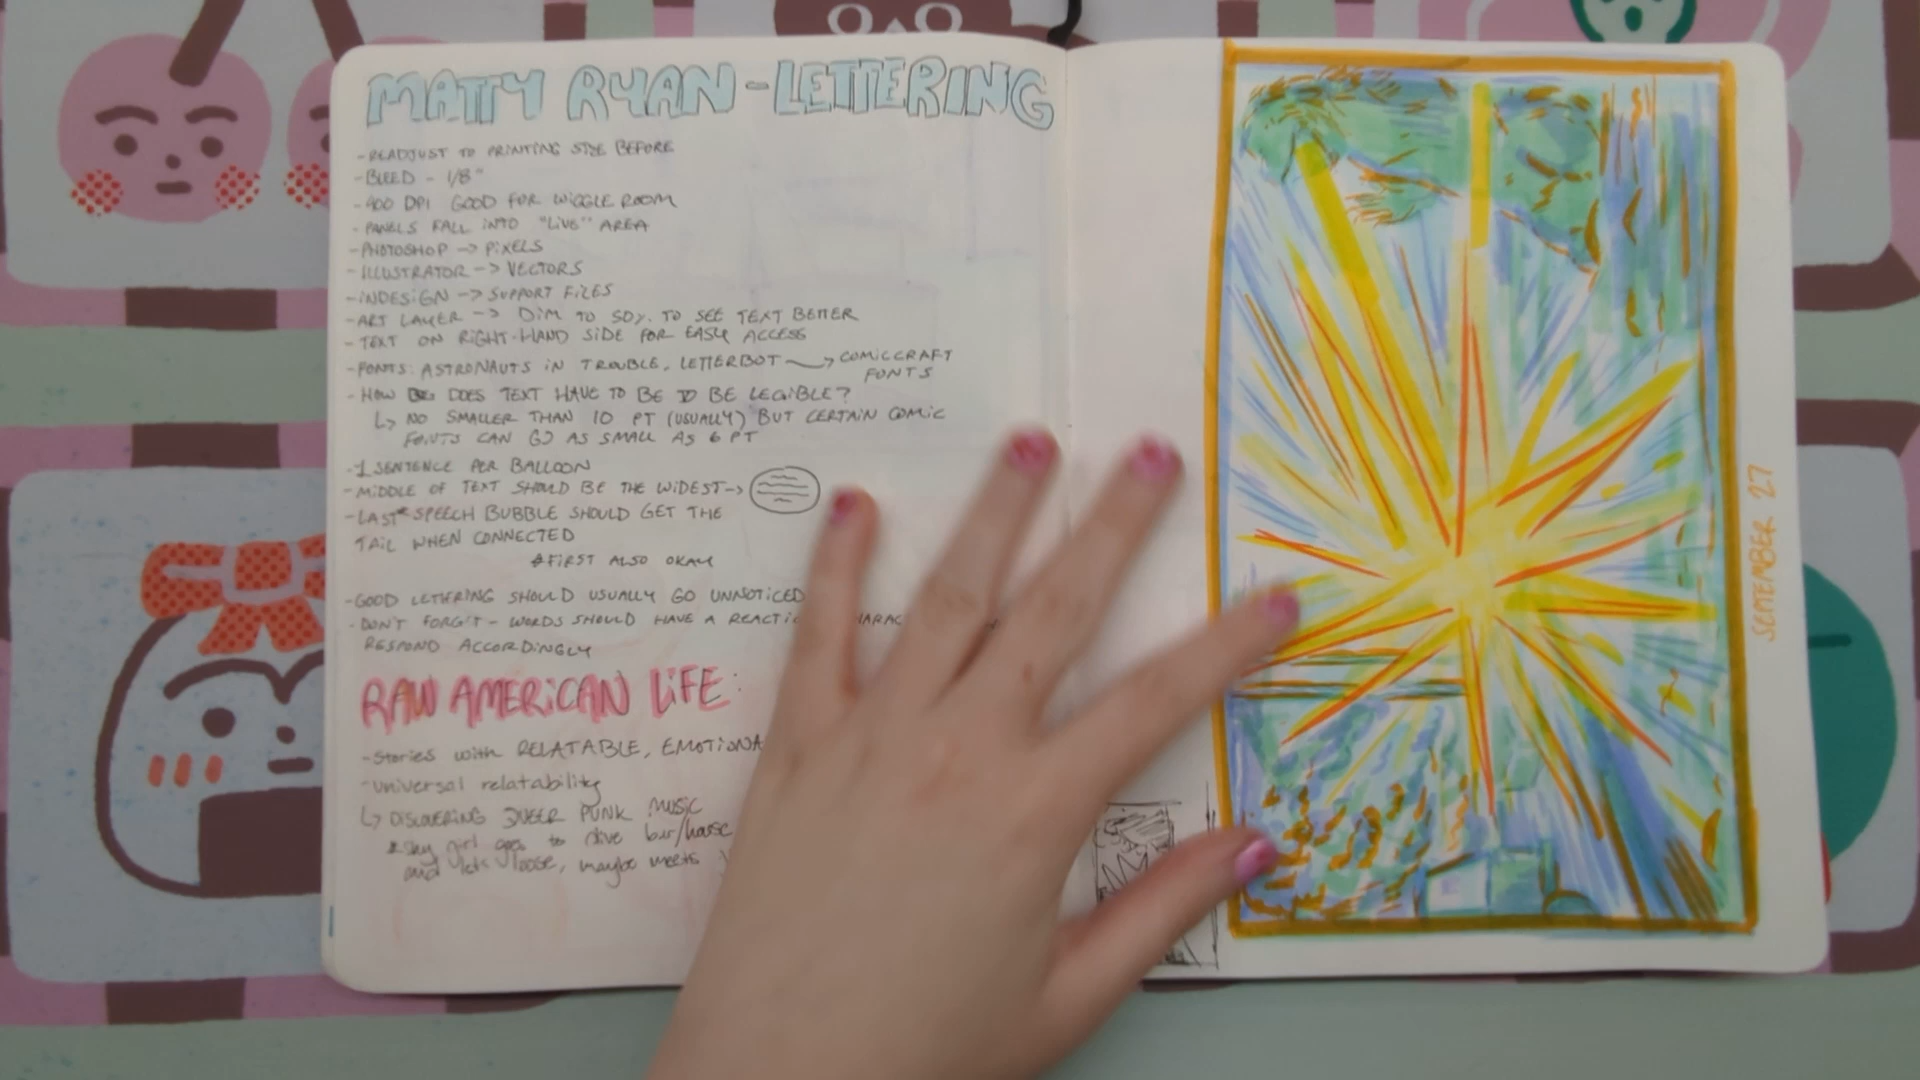 MATTY RYAN - LETTERING
- READJUST TO PRINTING SIZE BEFORE
- BLEED - 1/8"
- 400 DPI GOOD FOR WIGGLE ROOM
- PANELS FALL INTO "LIVE" AREA
- PHOTOSHOP -> PIXELS
- ILLUSTRATOR -> VECTORS
- INDESIGN -> SUPPORT FILES
- ART LAYER -> DIM TO 50%. TO SEE TEXT BETTER
- TEXT ON RIGHT-HAND SIDE FOR EASY ACCESS
- FONTS: ASTRONAUTS IN TROUBLE, LETTERBOT → COMICCRAFT
FONTS
- HOW BIG DOES TEXT HAVE TO BE TO BE LEGIBLE?
↳ NO SMALLER THAN 10 PT (USUALLY) BUT CERTAIN COMIC
FONTS CAN GO AS SMALL AS 6 PT
- 1 SENTENCE PER BALLOON
- MIDDLE OF TEXT SHOULD BE THE WIDEST ->
- LAST* SPEECH BUBBLE SHOULD GET THE
TAIL WHEN CONNECTED
*FIRST ALSO OKAY
- GOOD LETTERING SHOULD USUALLY GO UNNOTICED
- DON'T FORGET - WORDS SHOULD HAVE A
RESPOND ACCORDINGLY
RAW AMERICAN LIFE:
- Stories with RELATABLE,
- universal relatability
↳ DISCOVERING QUEER PUNK MUSIC
* shy girl goes to dive bar/house
and lets loose, maybe meets
SEPTEMBER 27